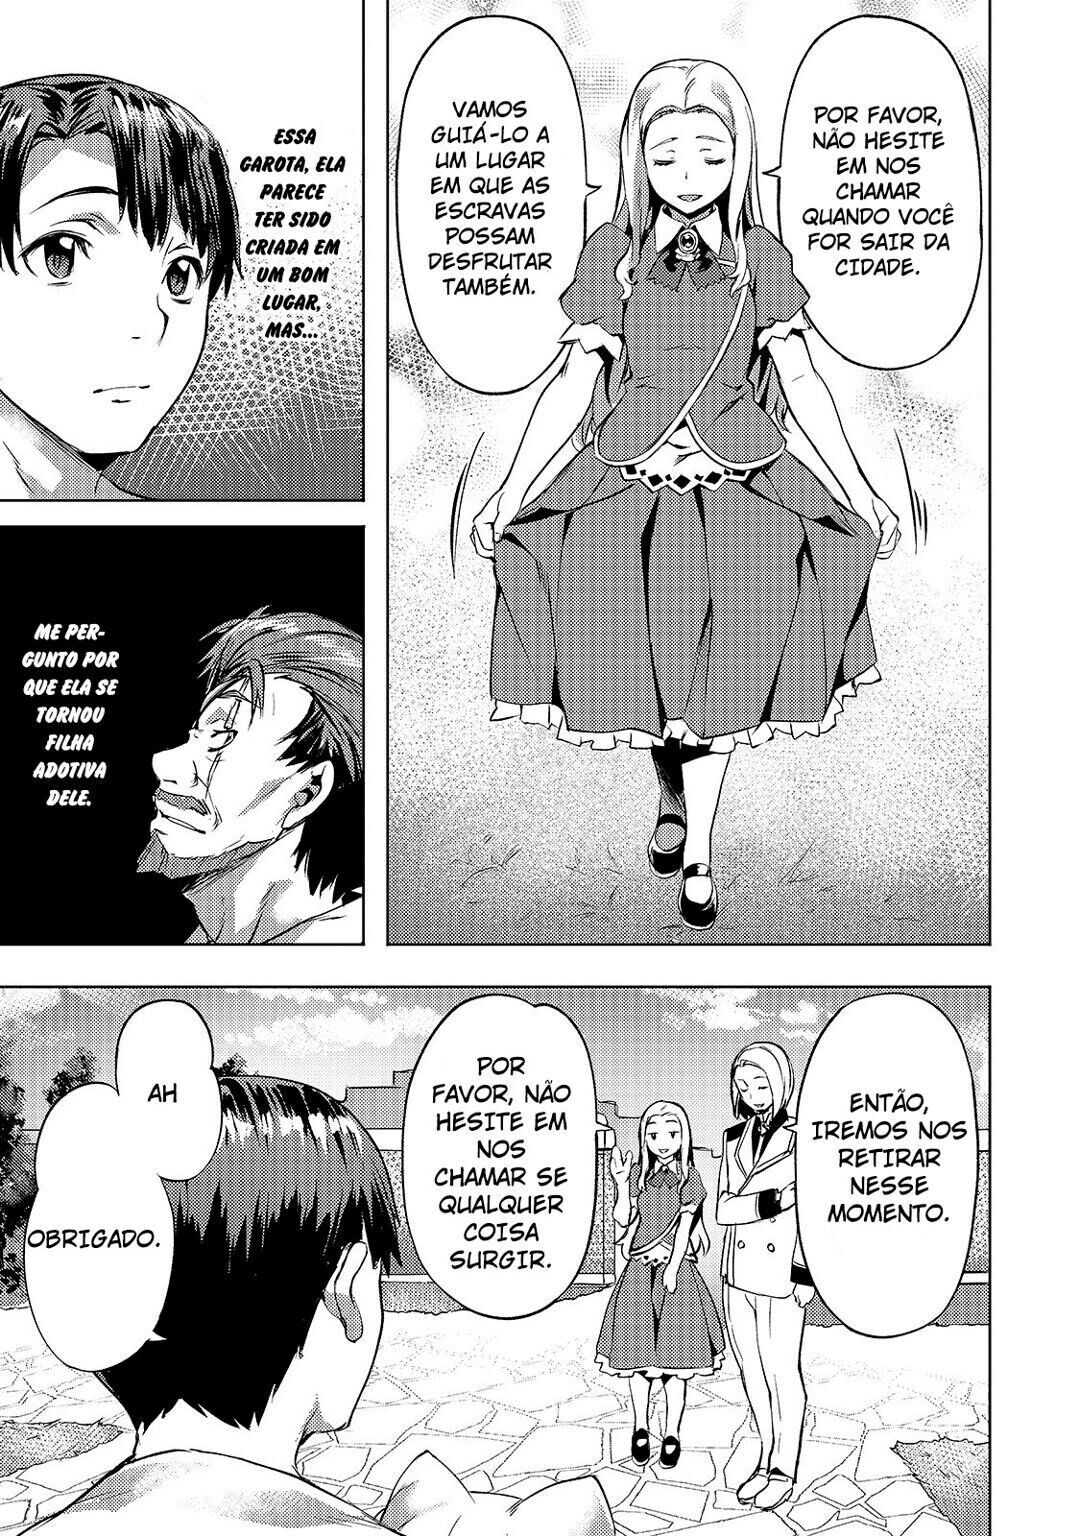 POR FAVOR,
NÃO HESITE
EM NOS
CHAMAR
QUANDO VOCÊ
FOR SAIR DA
CIDADE.
VAMOS
GUIÁ-LO A
UM LUGAR
EM QUE AS
ESCRAVAS
POSSAM
DESFRUTAR
TAMBÉM.
ESSA
GAROTA, ELA
PARECE
TER SIDO
CRIADA EM
UM BOM
LUGAR,
MAS...
ME PER-
GUNTO POR
QUE ELA SE
TORNOU
FILHA
ADOTIVA
DELE.
ENTÃO,
IREMOS NOS
RETIRAR
NESSE
MOMENTO.
POR
FAVOR, NÃO
HESITE EM
NOS
CHAMAR SE
QUALQUER
COISA
SURGIR.
AH
OBRIGADO.